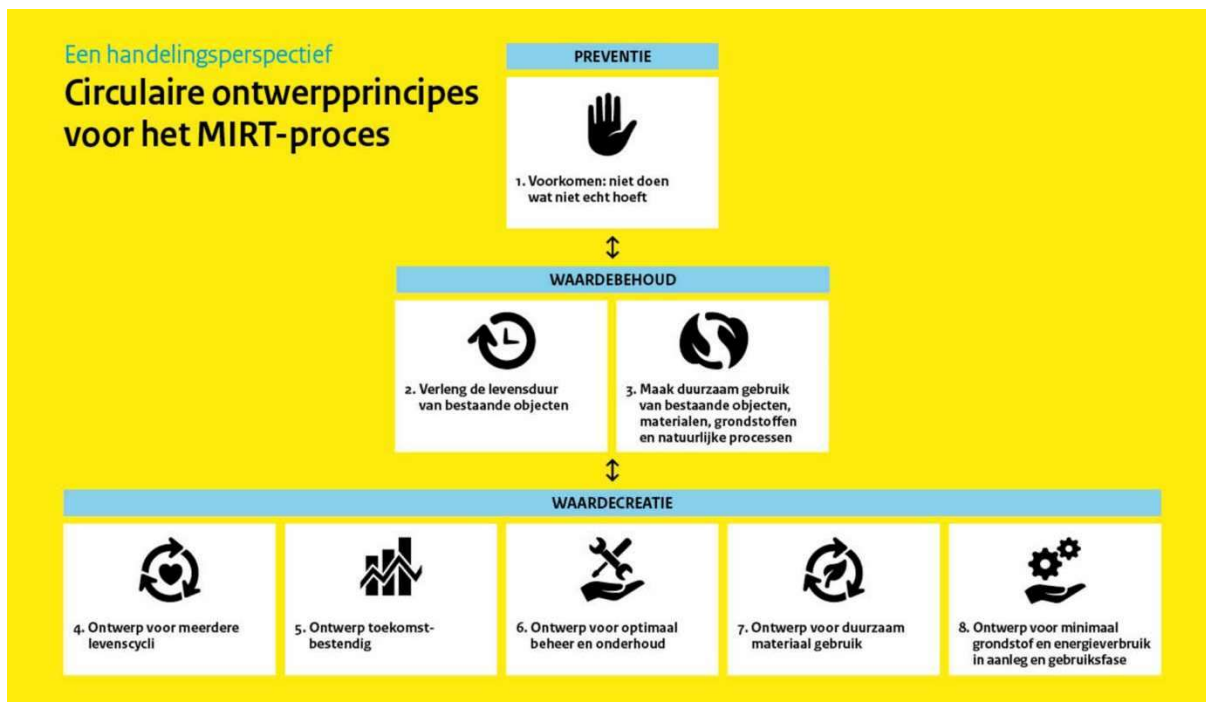 Een handelingsperspectief
Circulaire ontwerpprincipes
voor het MIRT-proces
PREVENTIE
1. Voorkomen: niet doen
wat niet echt hoeft
WAARDEBEHOUD
2. Verleng de levensduur
van bestaande objecten
3. Maak duurzaam gebruik
van bestaande objecten,
materialen, grondstoffen
en natuurlijke processen
WAARDECREATIE
4. Ontwerp voor meerdere
levenscycli
5. Ontwerp toekomst-
bestendig
6. Ontwerp voor optimaal
beheer en onderhoud
7. Ontwerp voor duurzaam
materiaal gebruik
8. Ontwerp voor minimaal
grondstof en energieverbruik
in aanleg en gebruiksfase